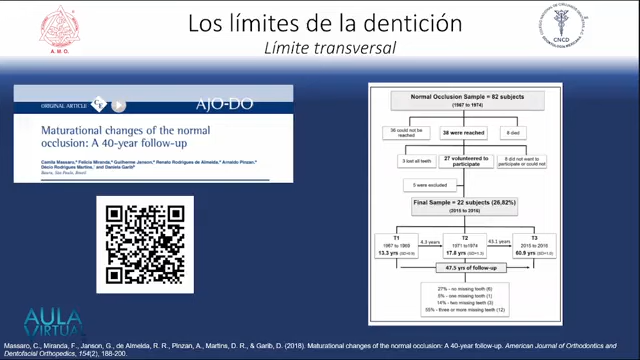 Los límites de la dentición
Límite transversal
A.M.O.
CNCD
ORIGINAL ARTICLE
AJO-DO
Maturational changes of the normal
occlusion: A 40-year follow-up
Camila Massaro, Felicia Miranda, Guilherme Janson, Renato Rodrigues de Almeida, Arnaldo Pinzan,
Décio Rodrigues Martins, and Daniela Garib
Bauru, São Paulo, Brazil
Normal Occlusion Sample = 82 subjects
(1967 to 1974)
36 could not be
reached
38 were reached
8 died
3 lost all teeth
27 volunteered to
participate
8 did not want to
participate or could not
5 were excluded
Final Sample = 22 subjects (26,82%)
(2015 to 2016)
T1
1967 to 1969
13.3 yrs
4.3 years
T2
1971 to 1974
17.6 yrs
43.1 years
T3
2015 to 2016
60.9 yrs
47.5 yrs of follow-up
27% - no missing teeth (6)
5% - one missing tooth (1)
14% - two missing teeth (3)
55% - three or more missing teeth (12)
AULA
VIRTUAL
Massaro, C., Miranda, F., Janson, G., de Almeida, R. R., Pinzan, A., Martins, D. R., & Garib, D. (2018). Maturational changes of the normal occlusion: A 40-year follow-up. American Journal of Orthodontics and
Dentofacial Orthopedics, 154(2), 188-200.